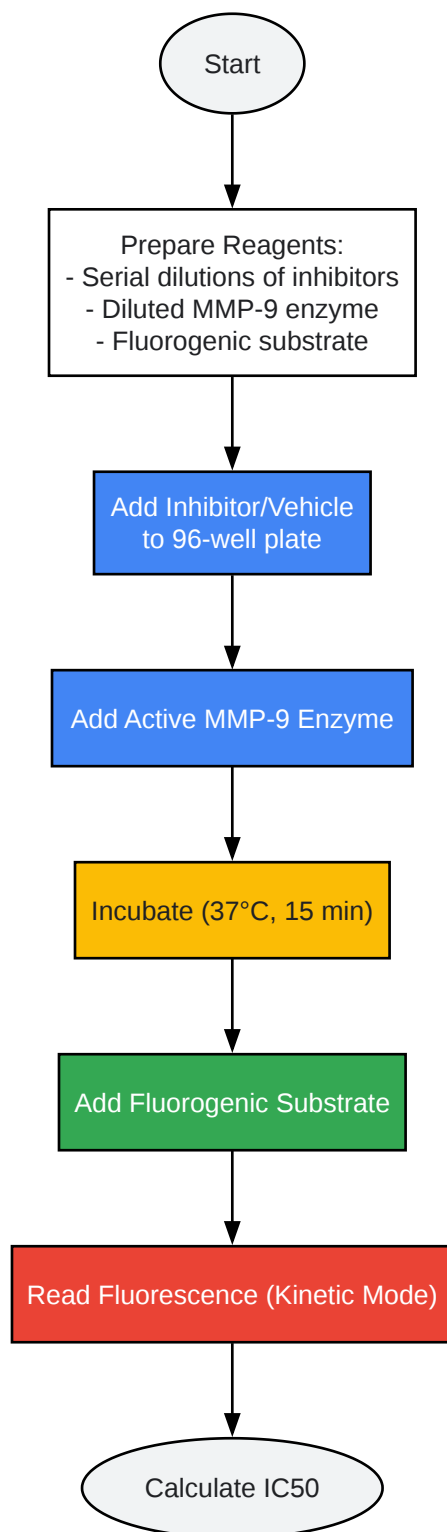 Start
Prepare Reagents:
- Serial dilutions of inhibitors
- Diluted MMP-9 enzyme
- Fluorogenic substrate
Add Inhibitor/Vehicle
to 96-well plate
Add Active MMP-9 Enzyme
Incubate (37°C, 15 min)
Add Fluorogenic Substrate
Read Fluorescence (Kinetic Mode)
Calculate IC50